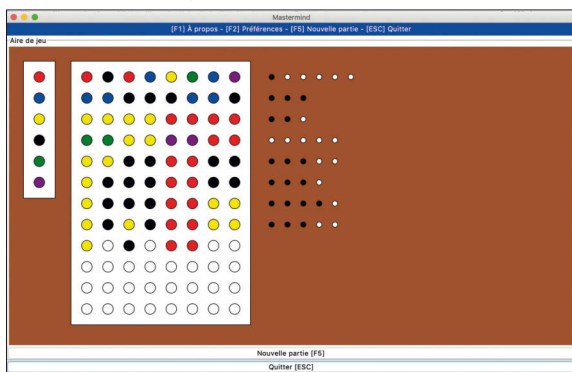 Mastermind
[F1] À propos - [F2] Préférences - [F5] Nouvelle partie - [ESC] Quitter
Aire de jeu
Nouvelle partie [F5]
Quitter [ESC]